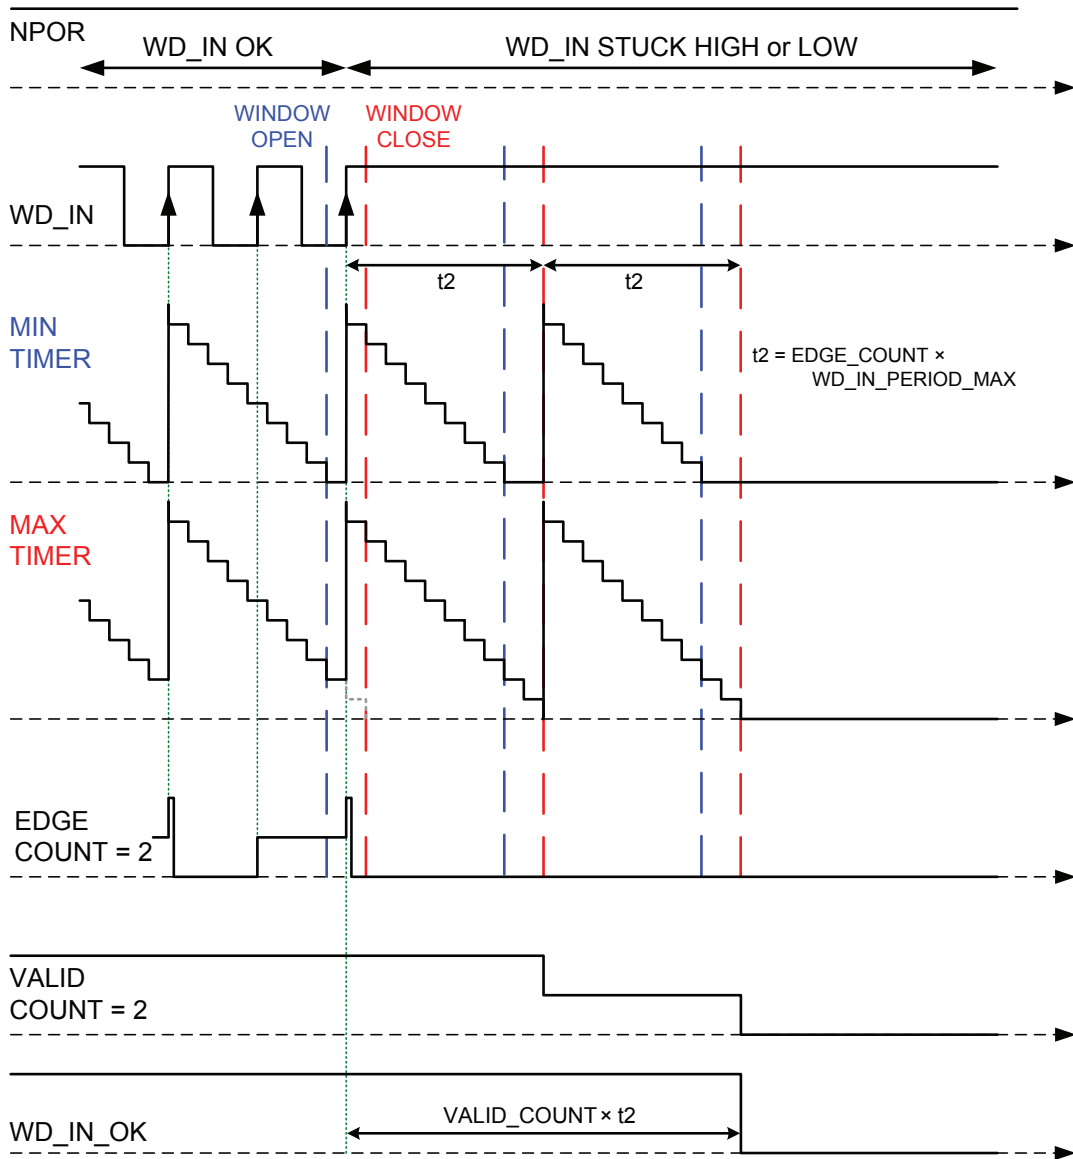 NPOR
WD_IN OK
WD_IN STUCK HIGH or LOW
WINDOW
OPEN
WINDOW
CLOSE
WD_IN
t2
t2
MIN
TIMER
t2 = EDGE_COUNT ×
WD_IN_PERIOD_MAX
MAX
TIMER
EDGE
COUNT = 2
VALID
COUNT = 2
VALID_COUNT × t2
WD_IN_OK